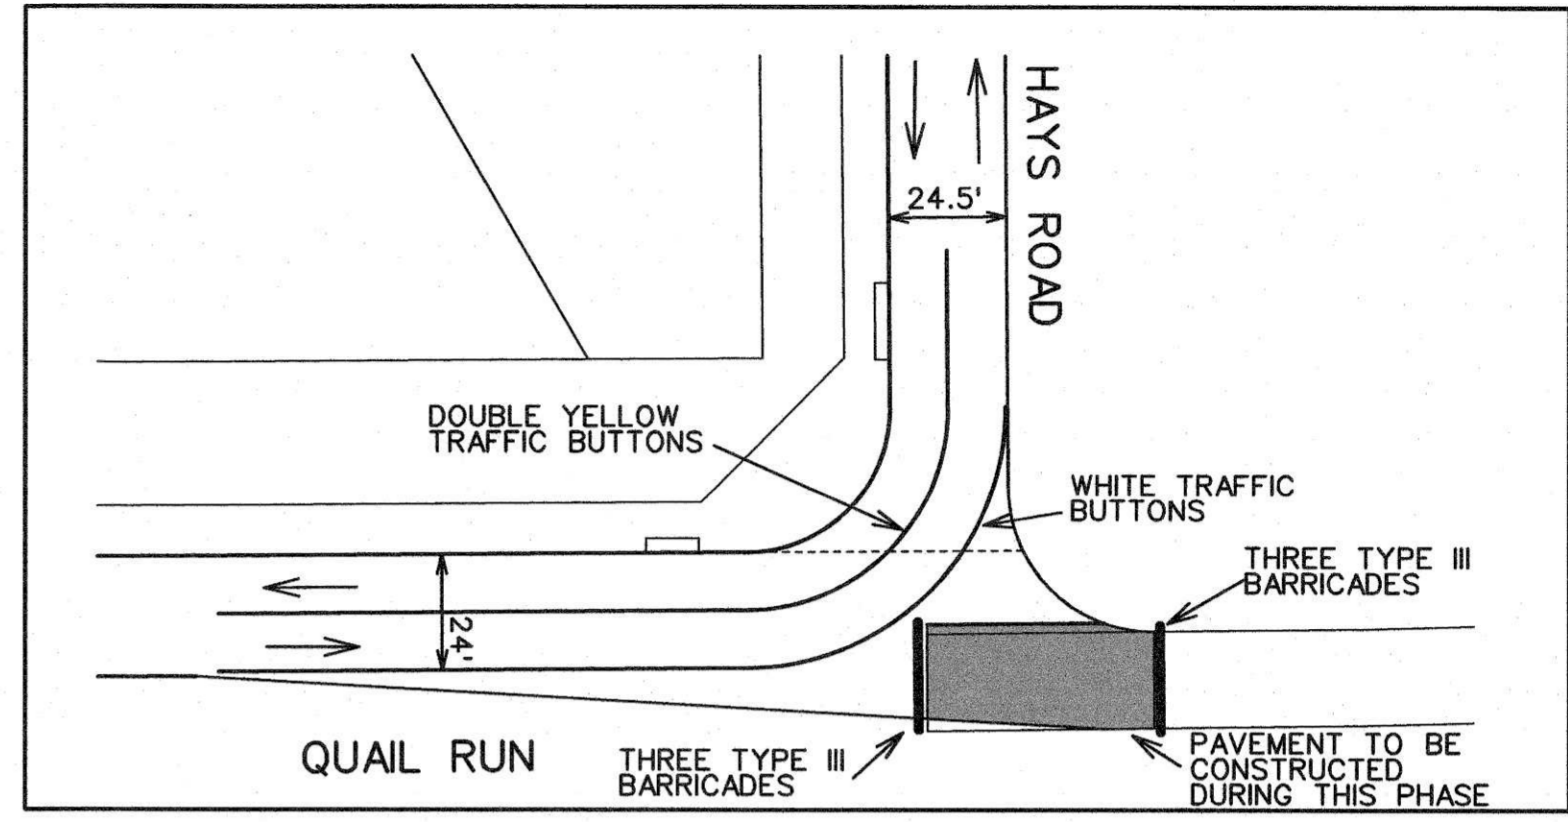 HAYS ROAD
24.5'
DOUBLE YELLOW
TRAFFIC BUTTONS
WHITE TRAFFIC
BUTTONS
THREE TYPE III
BARRICADES
24'
QUAIL RUN
THREE TYPE III
BARRICADES
PAVEMENT TO BE
CONSTRUCTED
DURING THIS PHASE